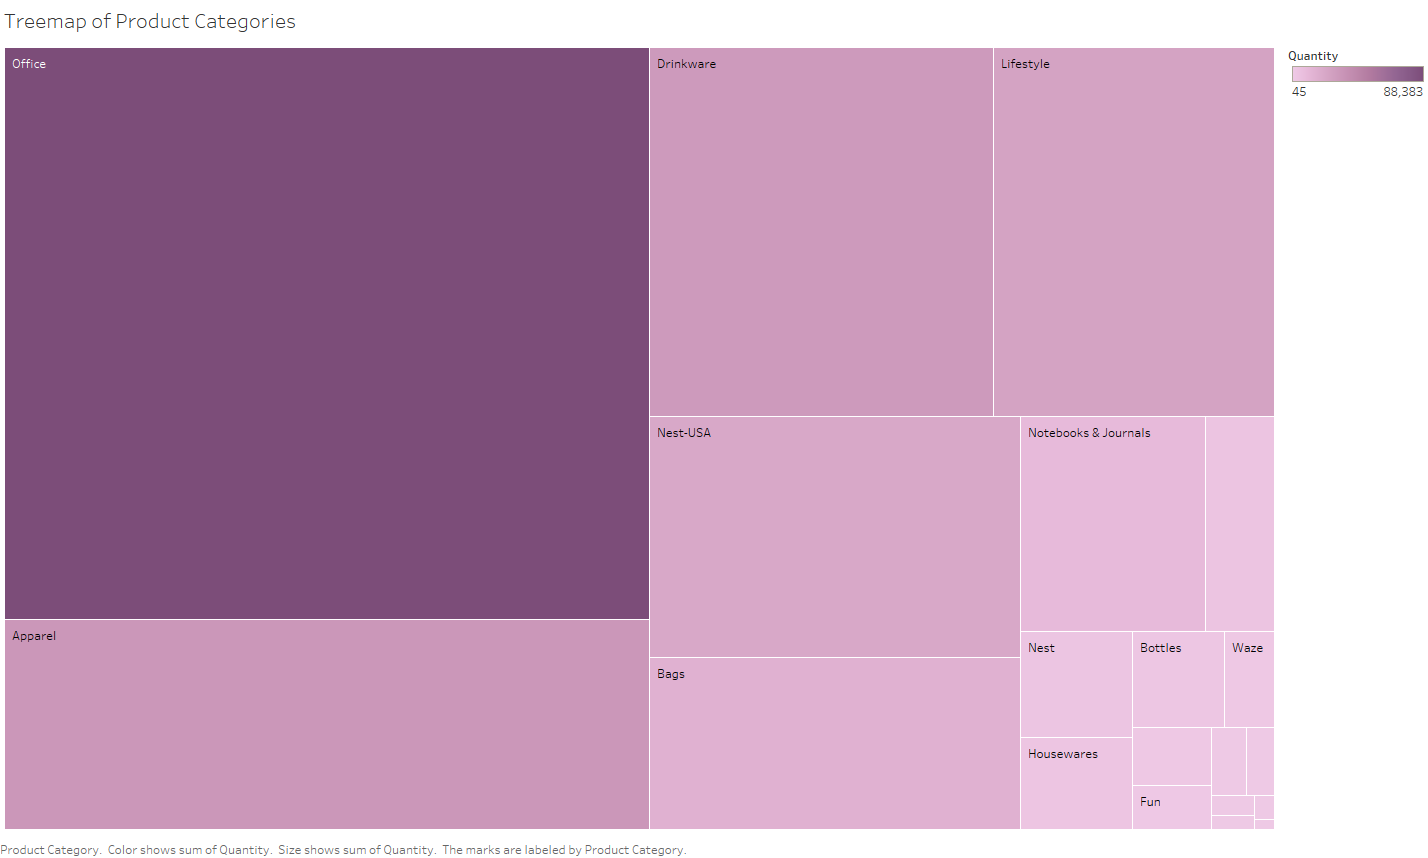 Treemap of Product Categories
Office
Drinkware
Lifestyle
Quantity
45
88,383
Nest-USA
Notebooks & Journals
Apparel
Nest
Bottles
Waze
Bags
Housewares
Fun
Product Category.  Color shows sum of Quantity.  Size shows sum of Quantity.  The marks are labeled by Product Category.